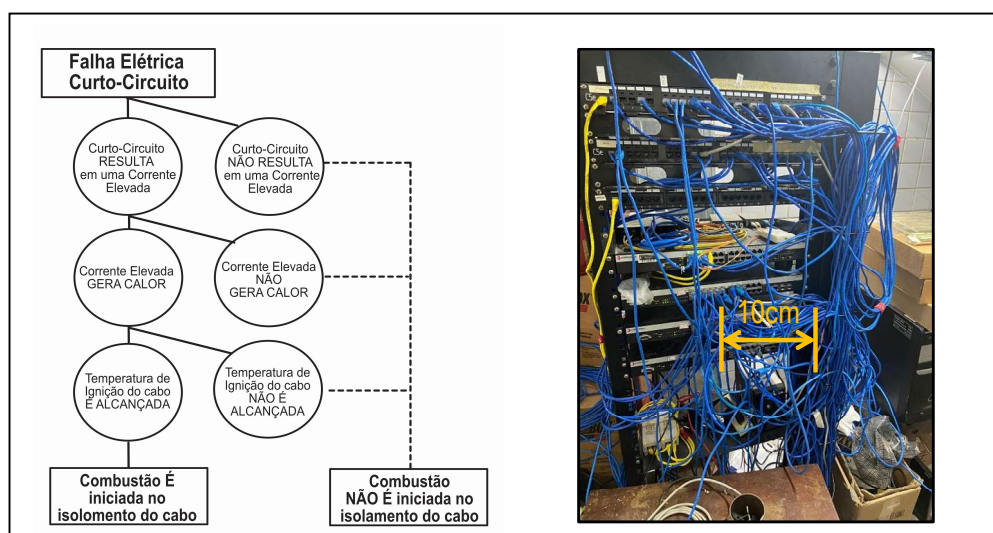 Falha Elétrica
Curto-Circuito
Curto-Circuito
RESULTA
em uma Corrente
Elevada
Curto-Circuito
NÃO RESULTA
em uma Corrente
Elevada
Corrente Elevada
GERA CALOR
Corrente Elevada
NÃO
GERA CALOR
Temperatura de
Ignição do cabo
É ALCANÇADA
Temperatura de
Ignição do cabo
NÃO É
ALCANÇADA
Combustão É
iniciada no
isolomento do cabo
Combustão
NÃO É iniciada no
isolamento do cabo
C5e
C5e
10cm